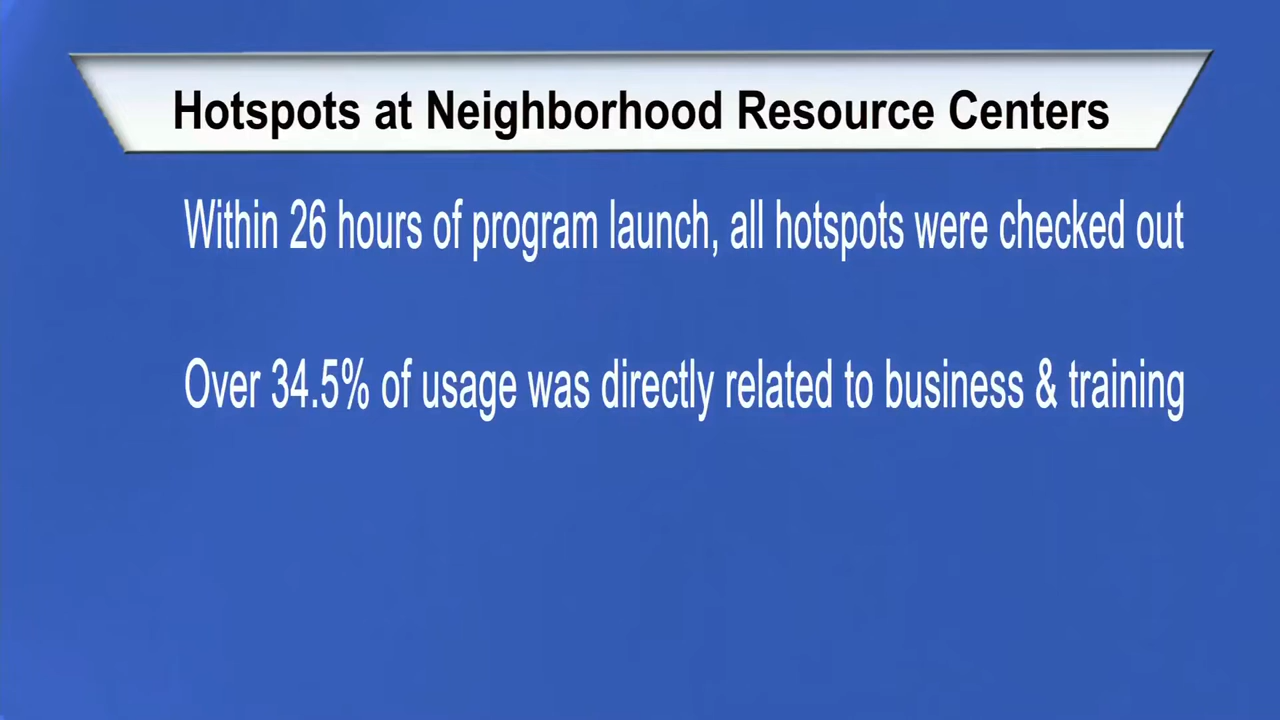 Hotspots at Neighborhood Resource Centers
Within 26 hours of program launch, all hotspots were checked out
Over 34.5% of usage was directly related to business & training